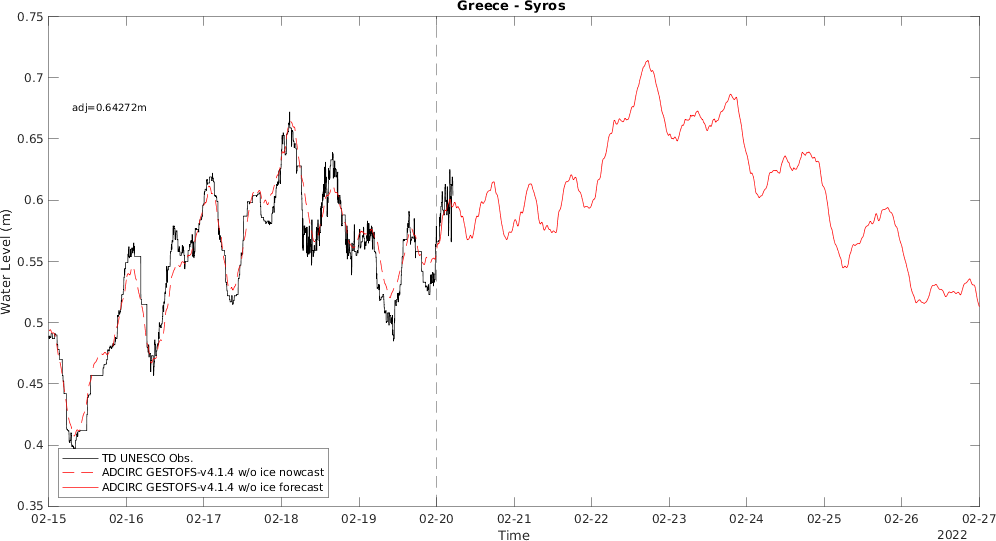 Greece - Syros
0.75
0.7
0.65
0.6
0.55
0.5
0.45
0.4
0.35
Water Level (m)
adj=0.64272m
TD UNESCO Obs.
ADCIRC GESTOFS-v4.1.4 w/o ice nowcast
ADCIRC GESTOFS-v4.1.4 w/o ice forecast
02-15 02-16 02-17 02-18 02-19 02-20 02-21 02-22 02-23 02-24 02-25 02-26 02-27
Time
2022